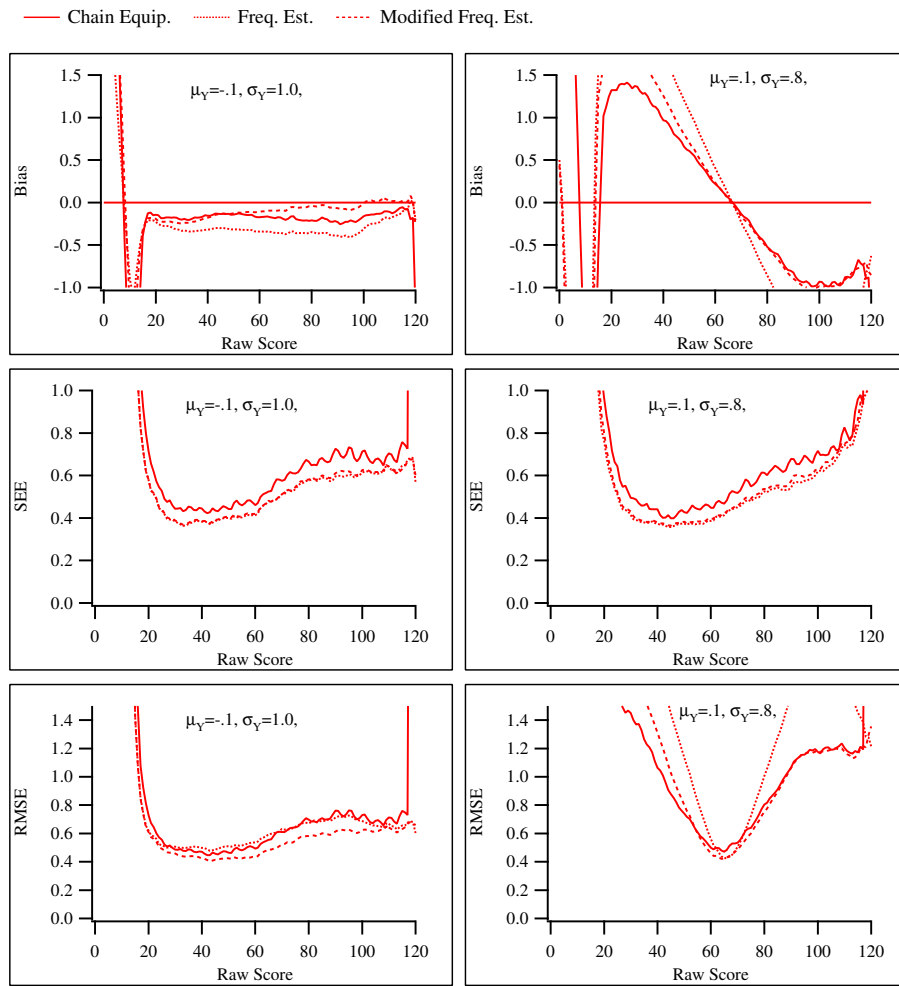 Chain Equip. Freq. Est. Modified Freq. Est.
μY=-.1, σY=1.0,
1.5
1.0
0.5
0.0
-0.5
-1.0
Bias
0 20 40 60 80 100 120
Raw Score
μY=.1, σY=.8,
1.5
1.0
0.5
0.0
-0.5
-1.0
Bias
0 20 40 60 80 100 120
Raw Score
μY=-.1, σY=1.0,
1.0
0.8
0.6
0.4
0.2
0.0
SEE
0 20 40 60 80 100 120
Raw Score
μY=.1, σY=.8,
1.0
0.8
0.6
0.4
0.2
0.0
SEE
0 20 40 60 80 100 120
Raw Score
μY=-.1, σY=1.0,
1.4
1.2
1.0
0.8
0.6
0.4
0.2
0.0
RMSE
0 20 40 60 80 100 120
Raw Score
μY=.1, σY=.8,
1.4
1.2
1.0
0.8
0.6
0.4
0.2
0.0
RMSE
0 20 40 60 80 100 120
Raw Score